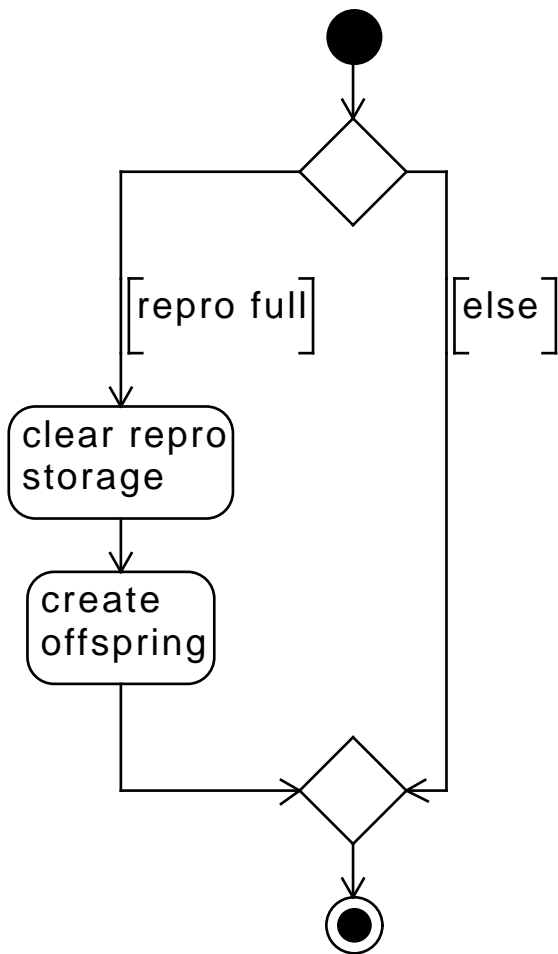 [repro full]
[else]
clear repro
storage
create
offspring